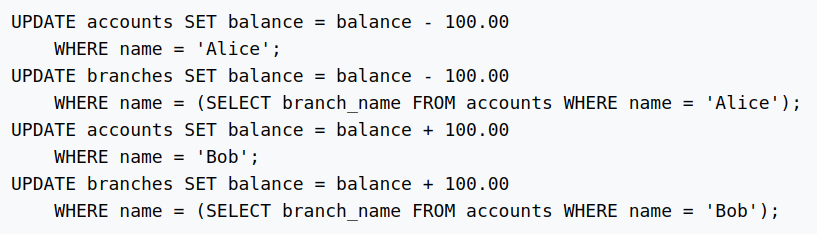 UPDATE accounts SET balance = balance - 100.00
    WHERE name = 'Alice';
UPDATE branches SET balance = balance - 100.00
    WHERE name = (SELECT branch_name FROM accounts WHERE name = 'Alice');
UPDATE accounts SET balance = balance + 100.00
    WHERE name = 'Bob';
UPDATE branches SET balance = balance + 100.00
    WHERE name = (SELECT branch_name FROM accounts WHERE name = 'Bob');